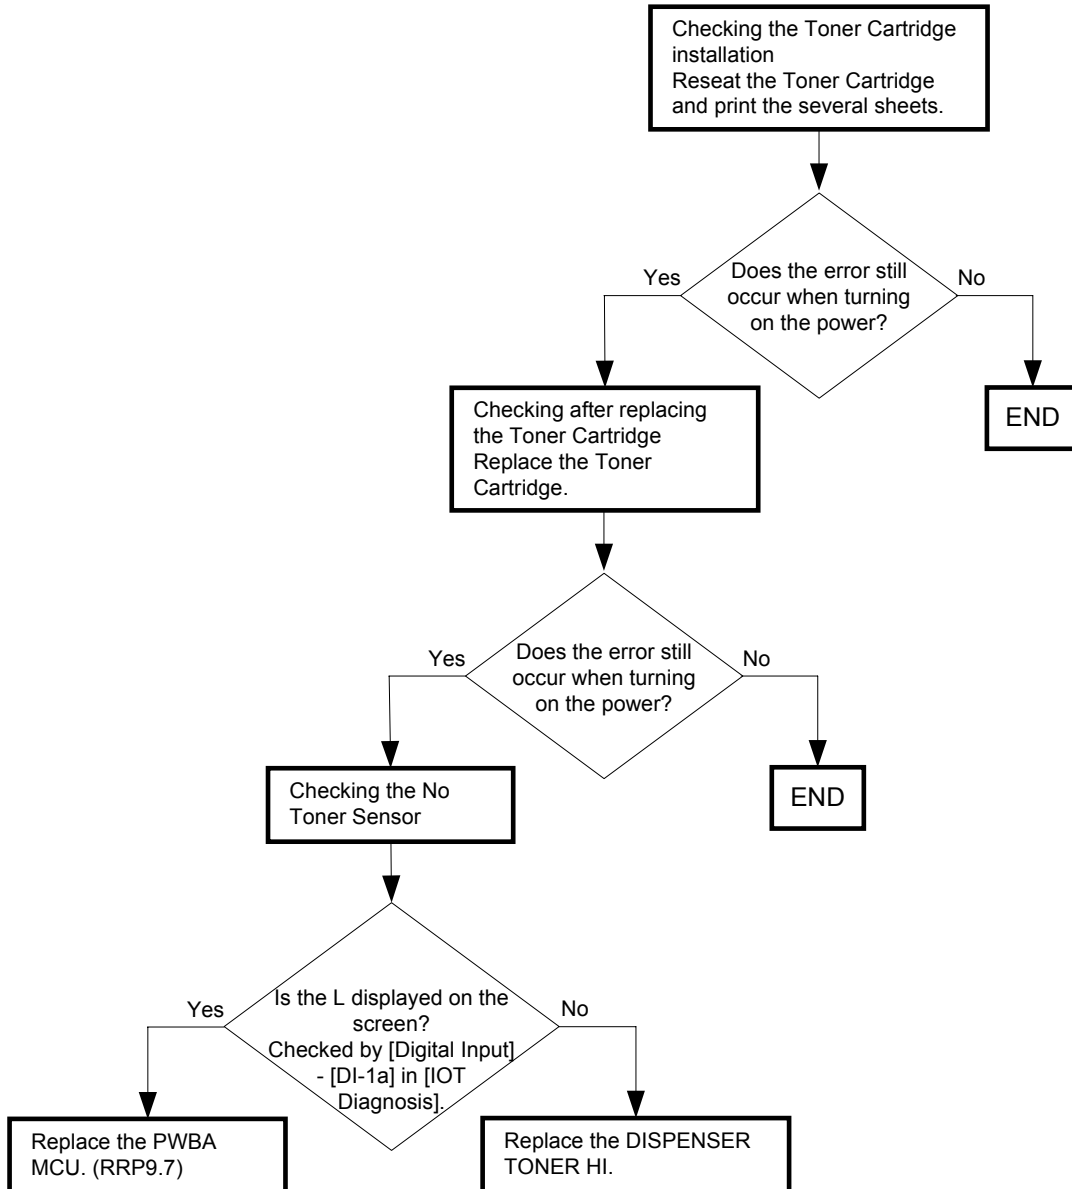 Checking the Toner Cartridge
installation
Reseat the Toner Cartridge
and print the several sheets.
Yes
Does the error still
occur when turning
on the power?
No
Checking after replacing
the Toner Cartridge
Replace the Toner
Cartridge.
END
Yes
Does the error still
occur when turning
on the power?
No
Checking the No
Toner Sensor
END
Yes
Is the L displayed on the
screen?
Checked by [Digital Input]
- [DI-1a] in [IOT
Diagnosis].
No
Replace the PWBA
MCU. (RRP9.7)
Replace the DISPENSER
TONER HI.